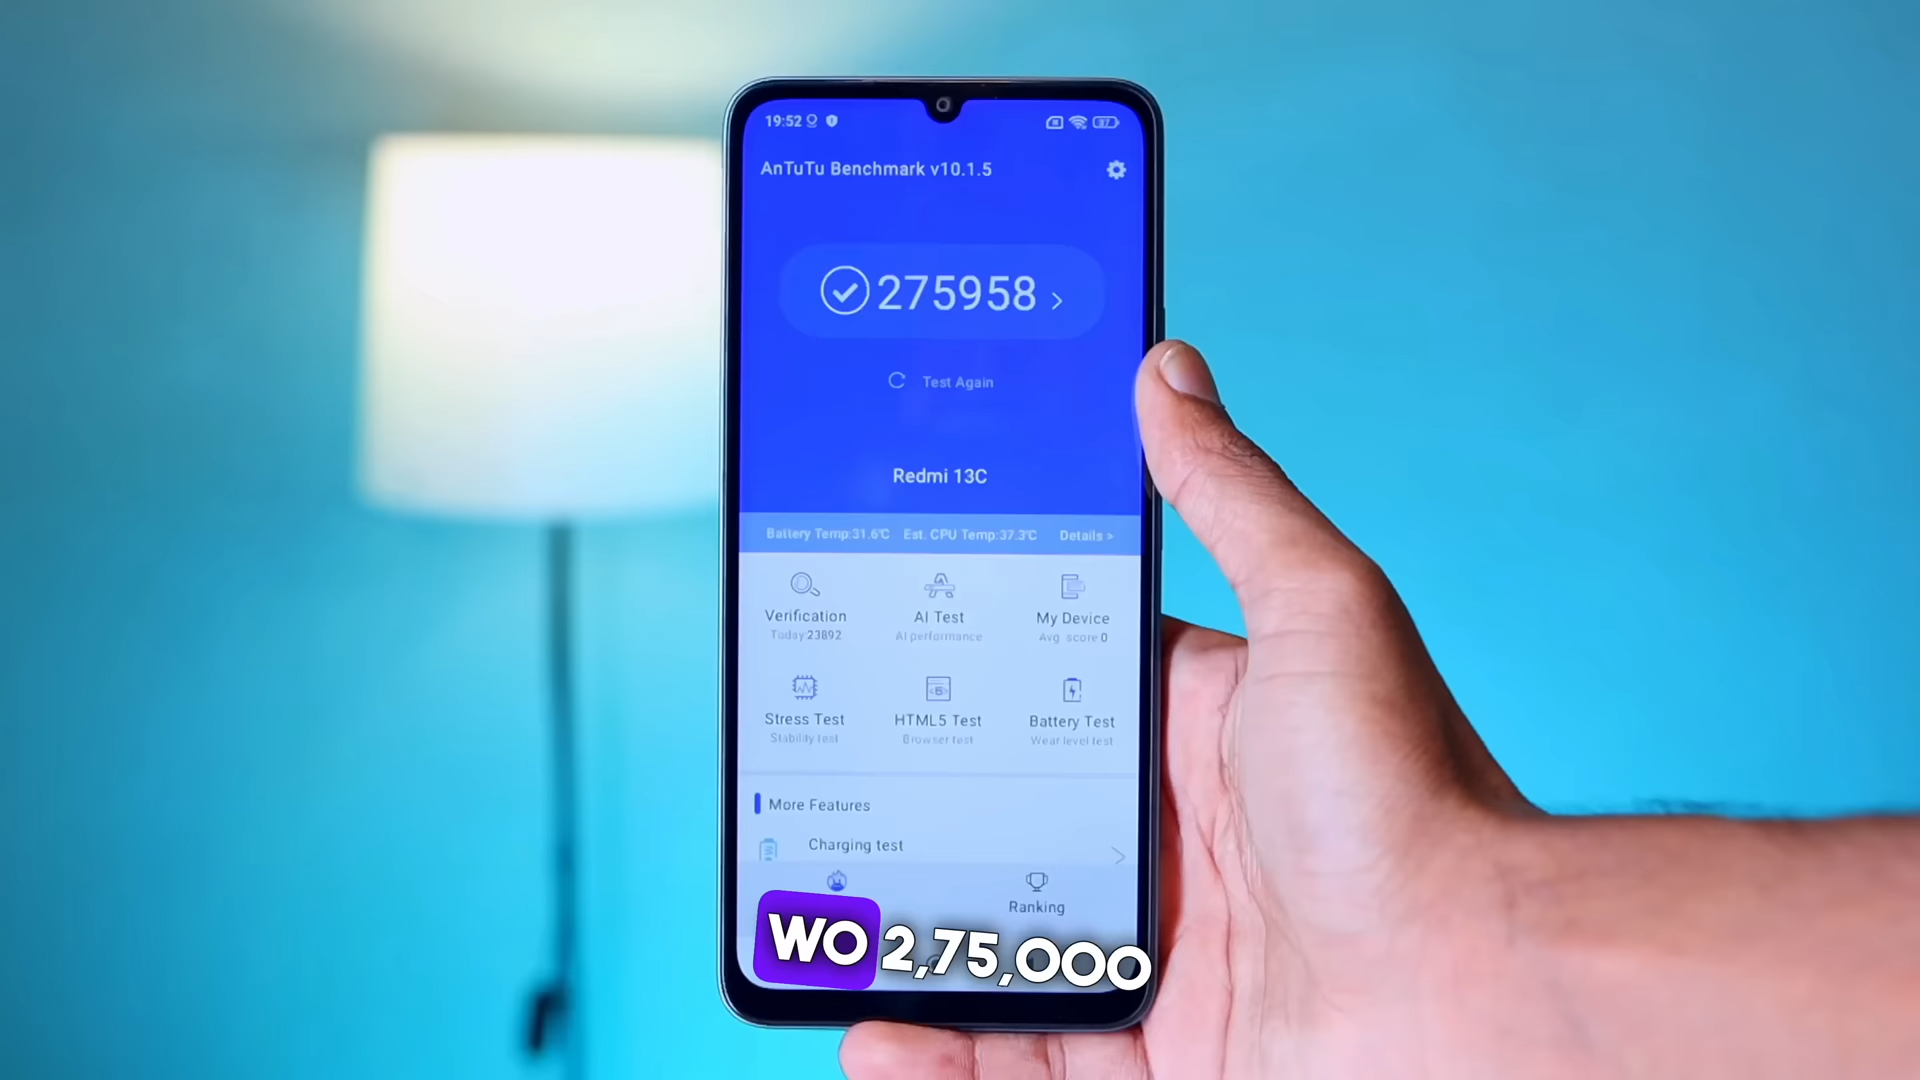 19:52
37
AnTuTu Benchmark v10.1.5
275958
Test Again
Redmi 13C
Battery Temp:31.6℃ Est. CPU Temp:37.3℃ Details >
Verification AI Test My Device
Today:23892 AI performance Avg. score 0
Stress Test HTML5 Test Battery Test
Stability test Browser test Wear level test
More Features
Charging test
Ranking
WO 2,75,000